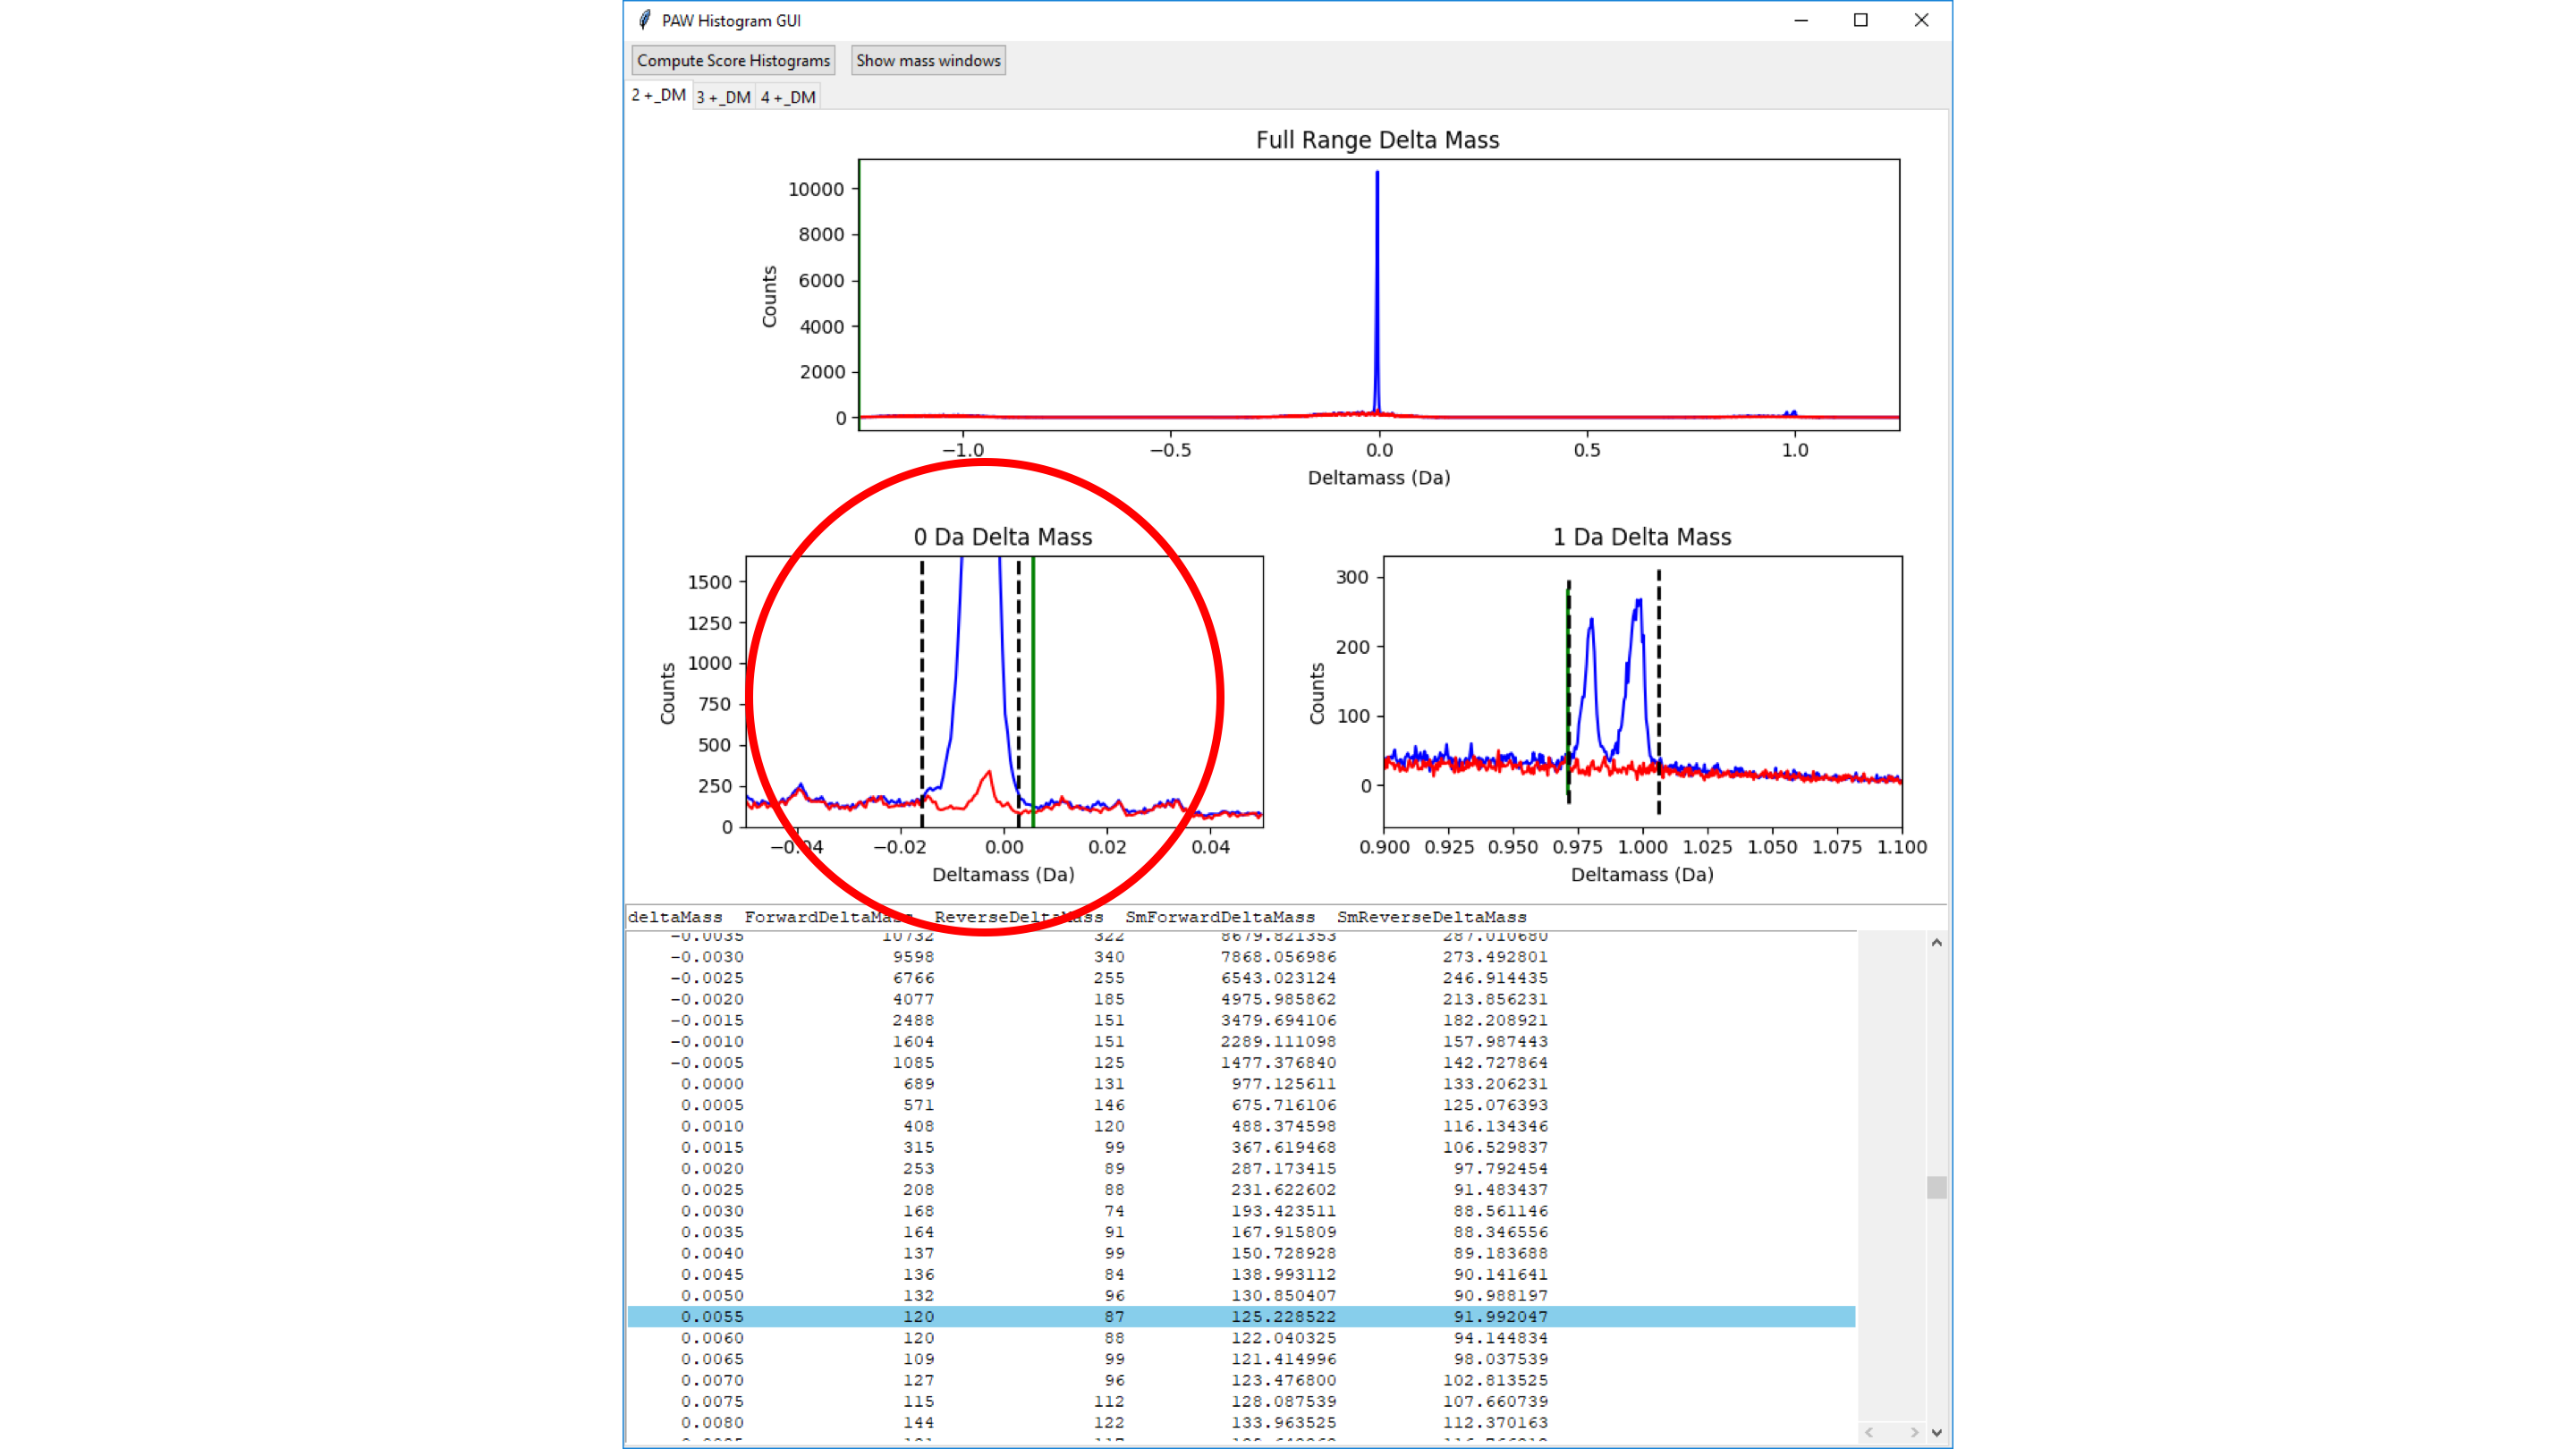 PAW Histogram GUI
Compute Score Histograms Show mass windows
2 +_DM 3 +_DM 4 +_DM
Full Range Delta Mass
10000
8000
6000
4000
2000
0
Counts
−1.0 −0.5 0.0 0.5 1.0
Deltamass (Da)
0 Da Delta Mass
1500
1250
1000
750
500
250
0
Counts
−0.04 −0.02 0.00 0.02 0.04
Deltamass (Da)
1 Da Delta Mass
300
200
100
0
Counts
0.900 0.925 0.950 0.975 1.000 1.025 1.050 1.075 1.100
Deltamass (Da)
deltaMass ForwardDeltaMass ReverseDeltaMass SmForwardDeltaMass SmReverseDeltaMass
-0.0035 10732 322 8679.821353 287.010680
-0.0030 9598 340 7868.056986 273.492801
-0.0025 6766 255 6543.023124 246.914435
-0.0020 4077 185 4975.985862 213.856231
-0.0015 2488 151 3479.694106 182.208921
-0.0010 1604 151 2289.111098 157.987443
-0.0005 1085 125 1477.376840 142.727864
0.0000 689 131 977.125611 133.206231
0.0005 571 146 675.716106 125.076393
0.0010 408 120 488.374598 116.134346
0.0015 315 99 367.619468 106.529837
0.0020 253 89 287.173415 97.792454
0.0025 208 88 231.622602 91.483437
0.0030 168 74 193.423511 88.561146
0.0035 164 91 167.915809 88.346556
0.0040 137 99 150.728928 89.183688
0.0045 136 84 138.993112 90.141641
0.0050 132 96 130.850407 90.988197
0.0055 120 87 125.228522 91.992047
0.0060 120 88 122.040325 94.144834
0.0065 109 99 121.414996 98.037539
0.0070 127 96 123.476800 102.813525
0.0075 115 112 128.087539 107.660739
0.0080 144 122 133.963525 112.370163